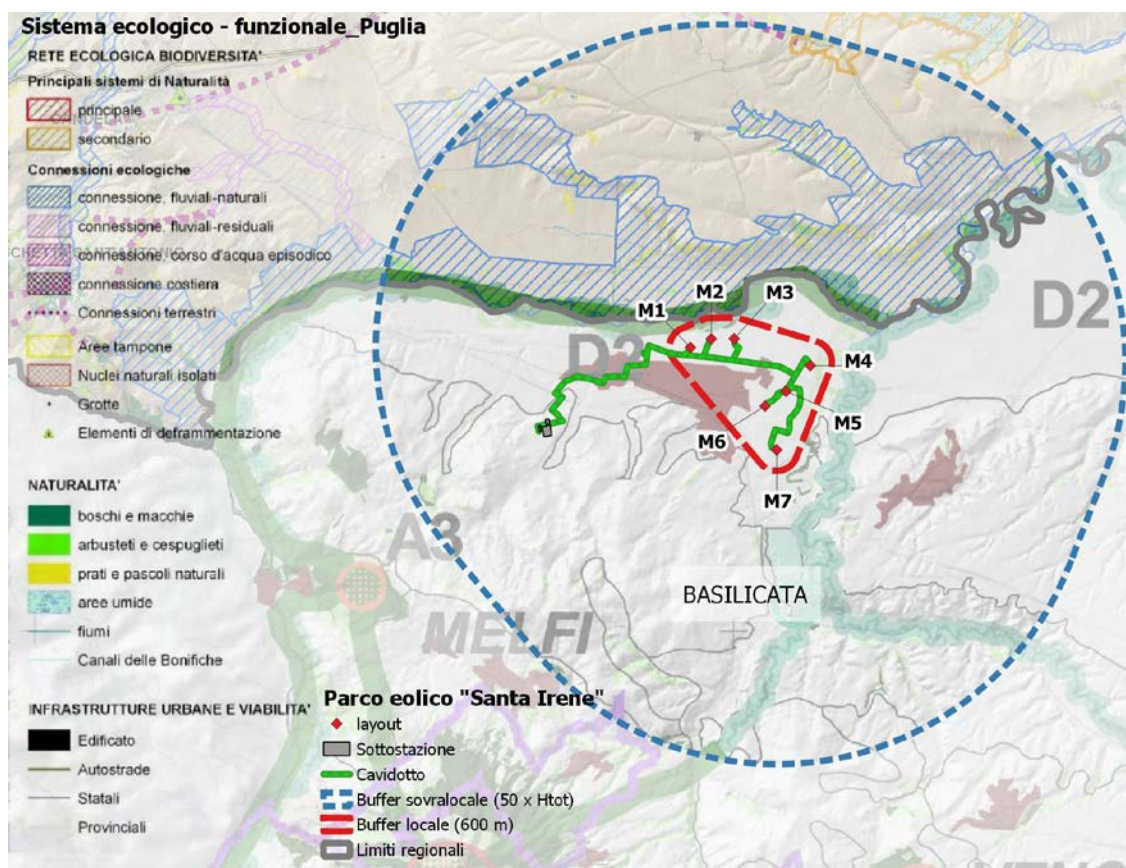 Sistema ecologico - funzionale_Puglia
RETE ECOLOGICA BIODIVERSITA'
Principali sistemi di Naturalità
principale
secondario
Connessioni ecologiche
connessione, fluviali-naturali
connessione, fluviali-residuali
connessione, corso d'acqua episodico
connessione costiera
Connessioni terrestri
Aree tampone
Nuclei naturali isolati
Grotte
Elementi di deframmentazione
NATURALITA'
boschi e macchie
arbusteti e cespuglieti
prati e pascoli naturali
aree umide
fiumi
Canali delle Bonifiche
INFRASTRUTTURE URBANE E VIABILITA'
Edificato
Autostrade
Statali
Provinciali
Parco eolico "Santa Irene"
layout
Sottostazione
Cavidotto
Buffer sovralocale (50 x Htot)
Buffer locale (600 m)
Limiti regionali
M1
M2
M3
M4
M5
M6
M7
D2
D2
A3
MELFI
BASILICATA